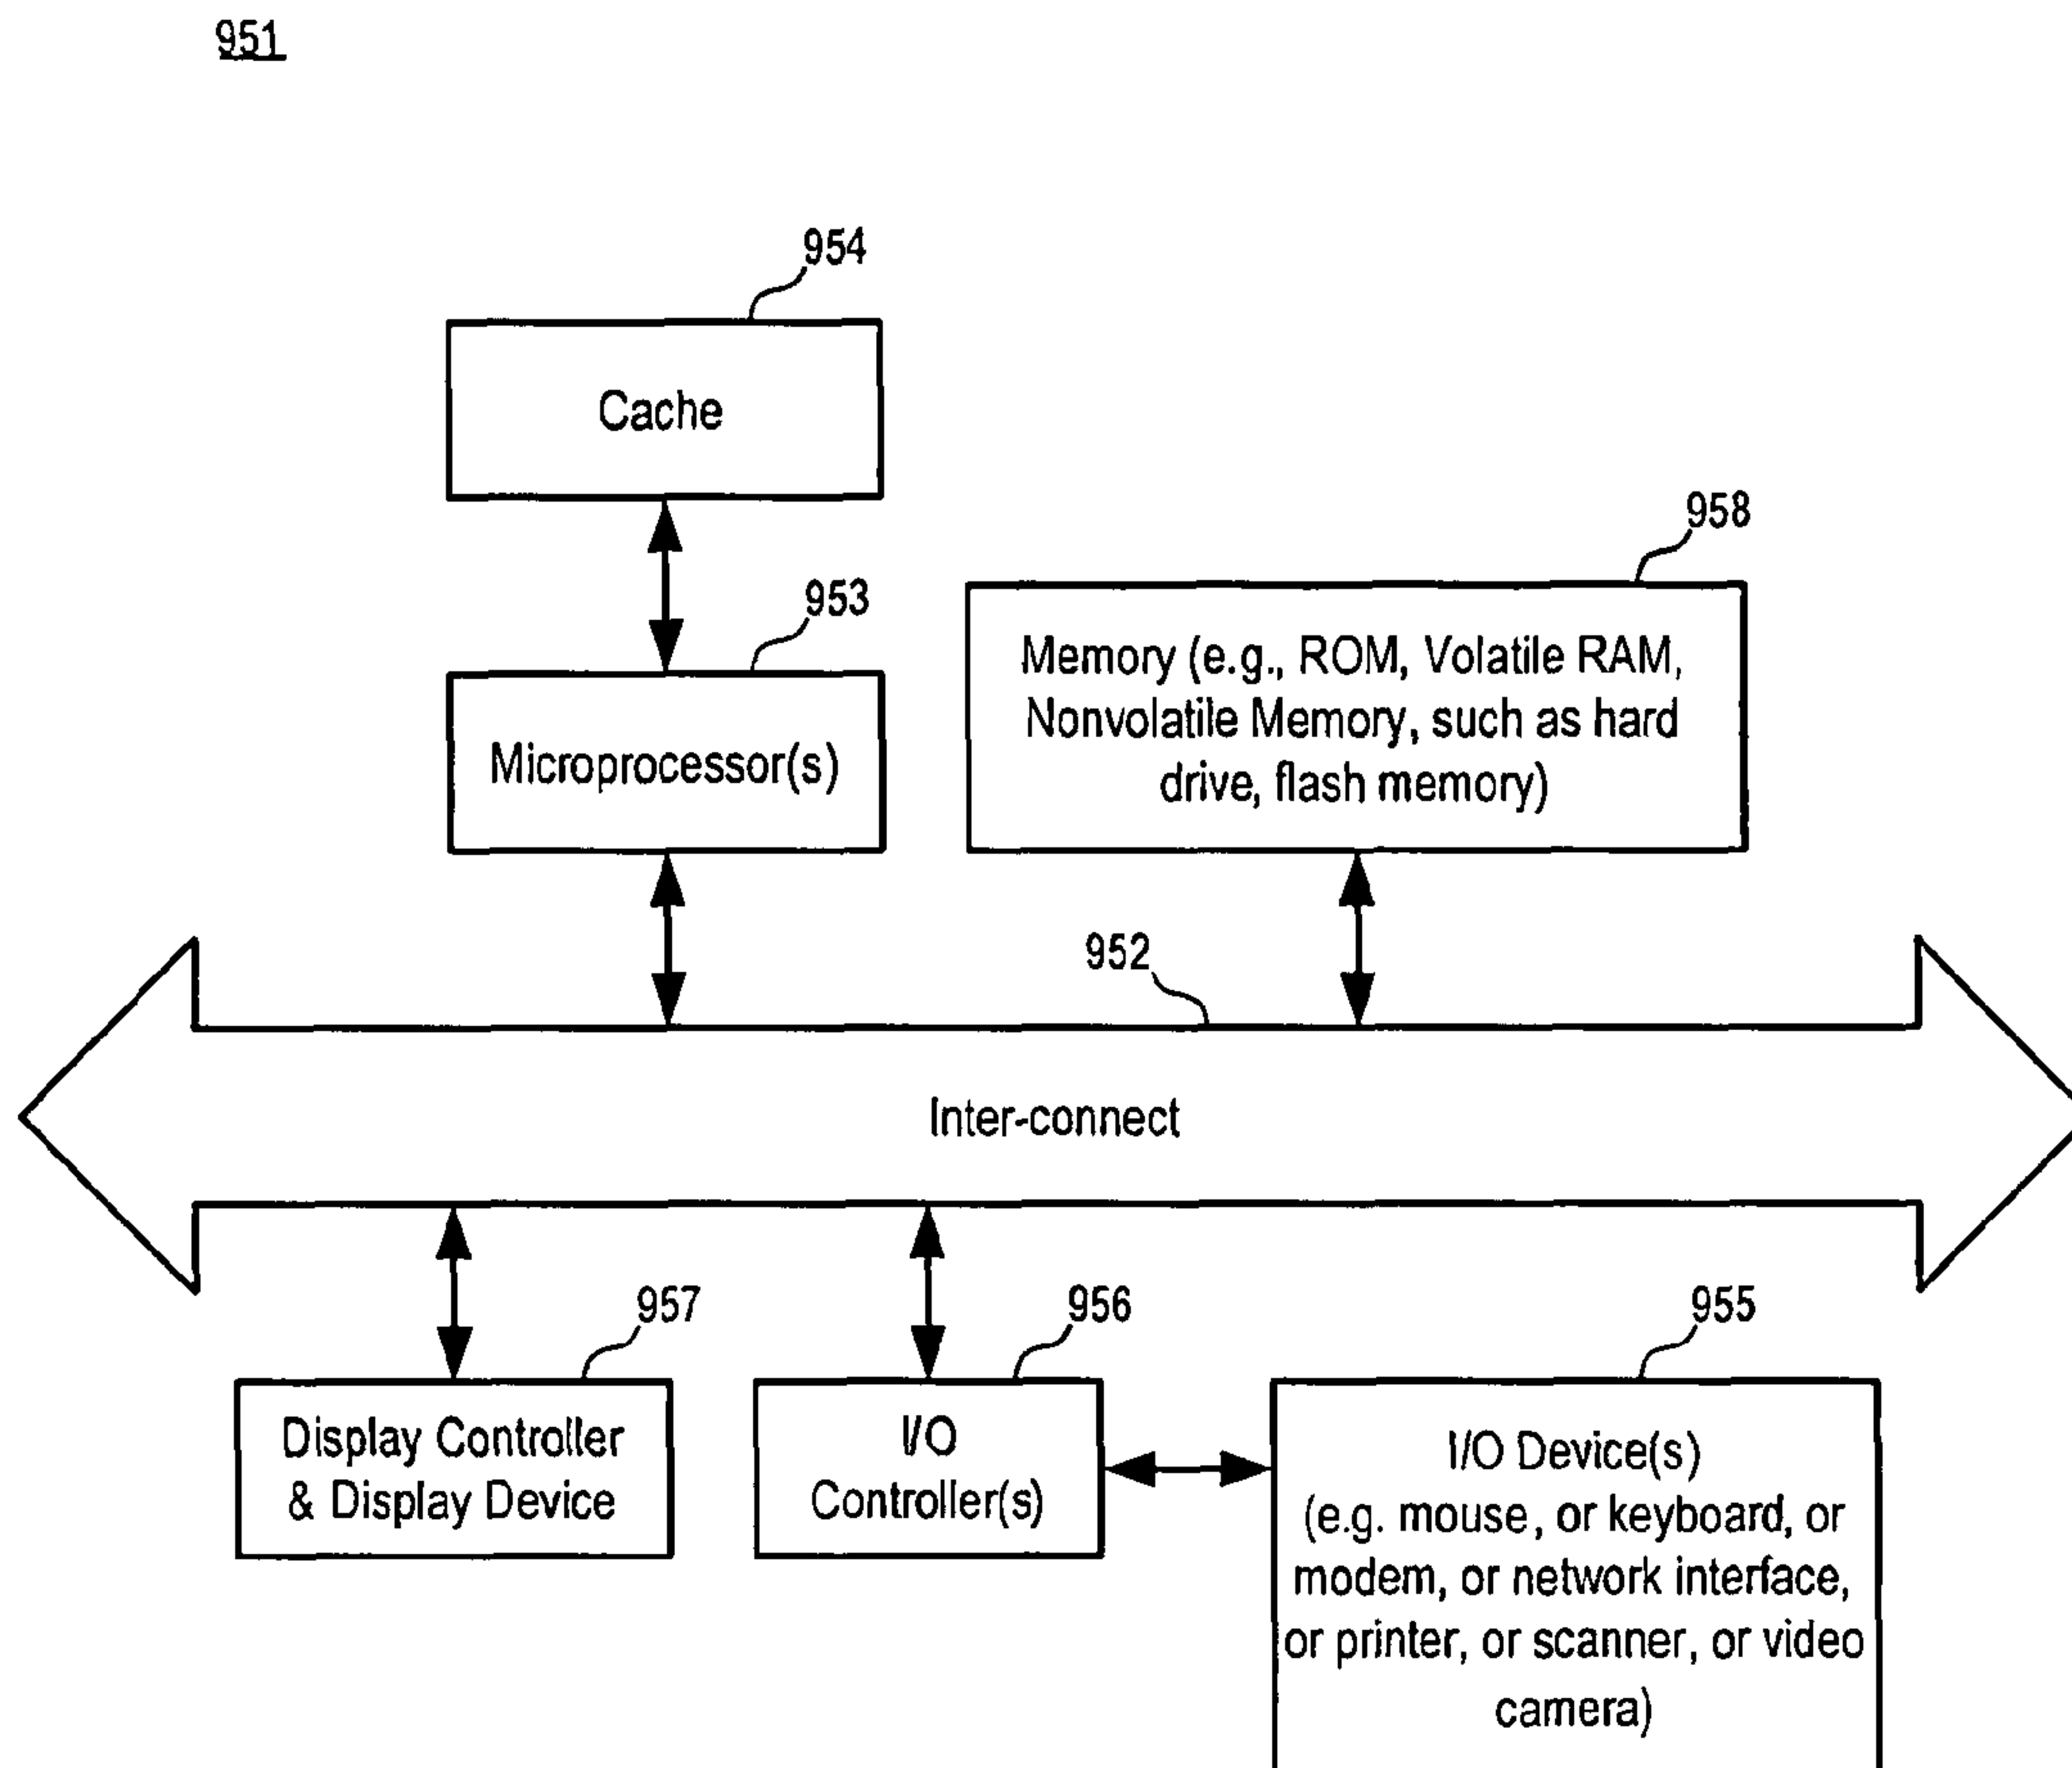 951
954
Cache
958
953
Memory (e.g., ROM, Volatile RAM,
Nonvolatile Memory, such as hard
drive, flash memory)
Microprocessor(s)
952
Inter-connect
957
956
955
Display Controller
& Display Device
I/O
Controller(s)
I/O Device(s)
(e.g. mouse, or keyboard, or
modem, or network interface,
or printer, or scanner, or video
camera)